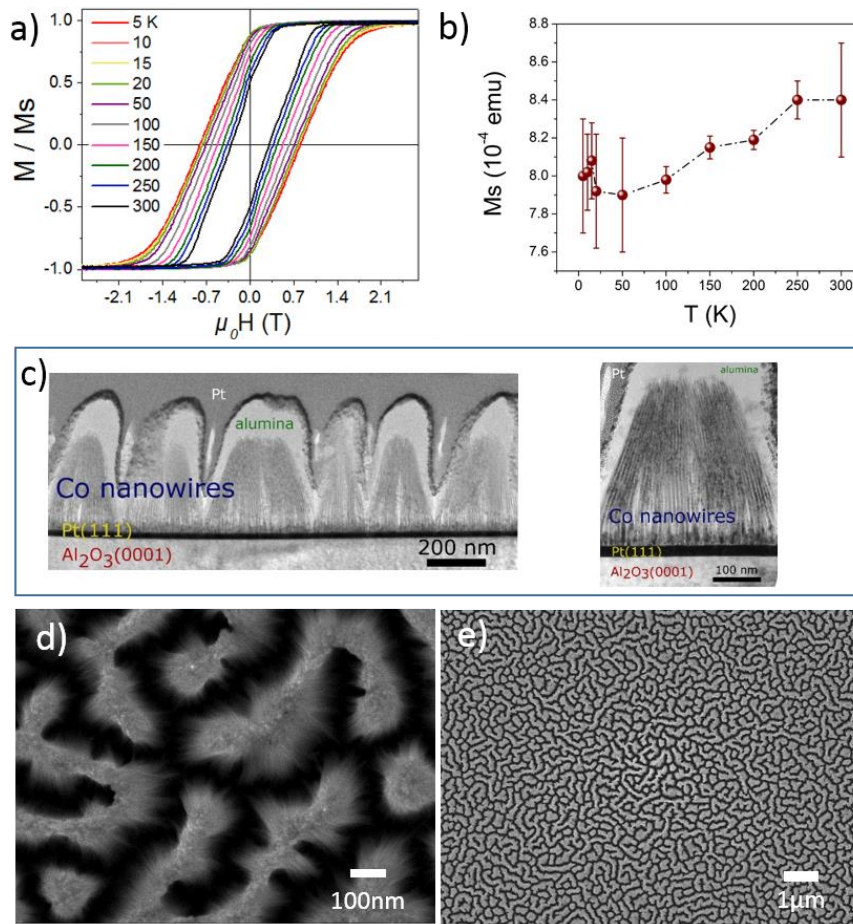 a)
5 K
10
15
20
50
100
150
200
250
300
M / Ms
1.0
0.5
0.0
-0.5
-1.0
-2.1 -1.4 -0.7 0.0 0.7 1.4 2.1
μ₀H (T)
b)
Ms (10⁻⁴ emu)
8.8
8.6
8.4
8.2
8.0
7.8
7.6
0 50 100 150 200 250 300
T (K)
c)
Pt
alumina
Co nanowires
Pt(111)
Al₂O₃(0001)
200 nm
Pt
alumina
Co nanowires
Pt(111)
Al₂O₃(0001)
100 nm
d)
100nm
e)
1μm